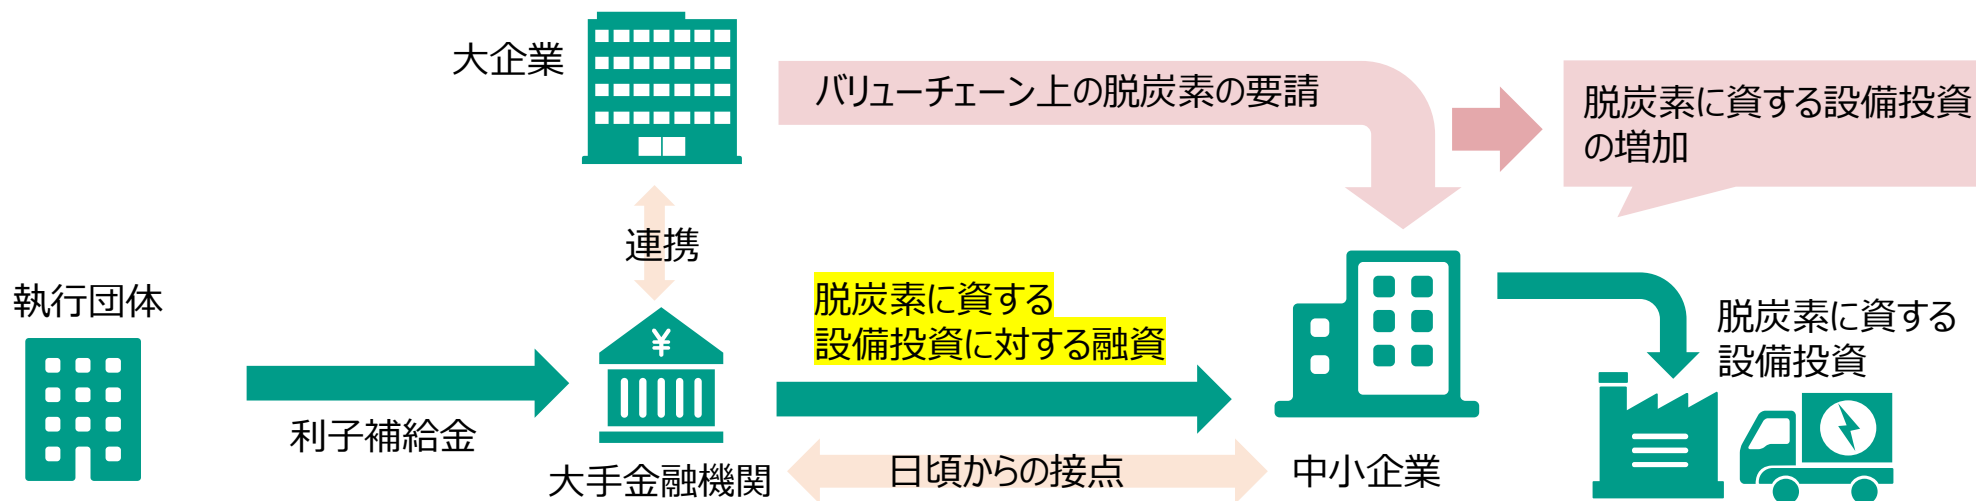 大企業
バリューチェーン上の脱炭素の要請
脱炭素に資する設備投資
の増加
連携
執行団体
脱炭素に資する
設備投資に対する融資
脱炭素に資する
設備投資
¥
利子補給金
大手金融機関
日頃からの接点
中小企業